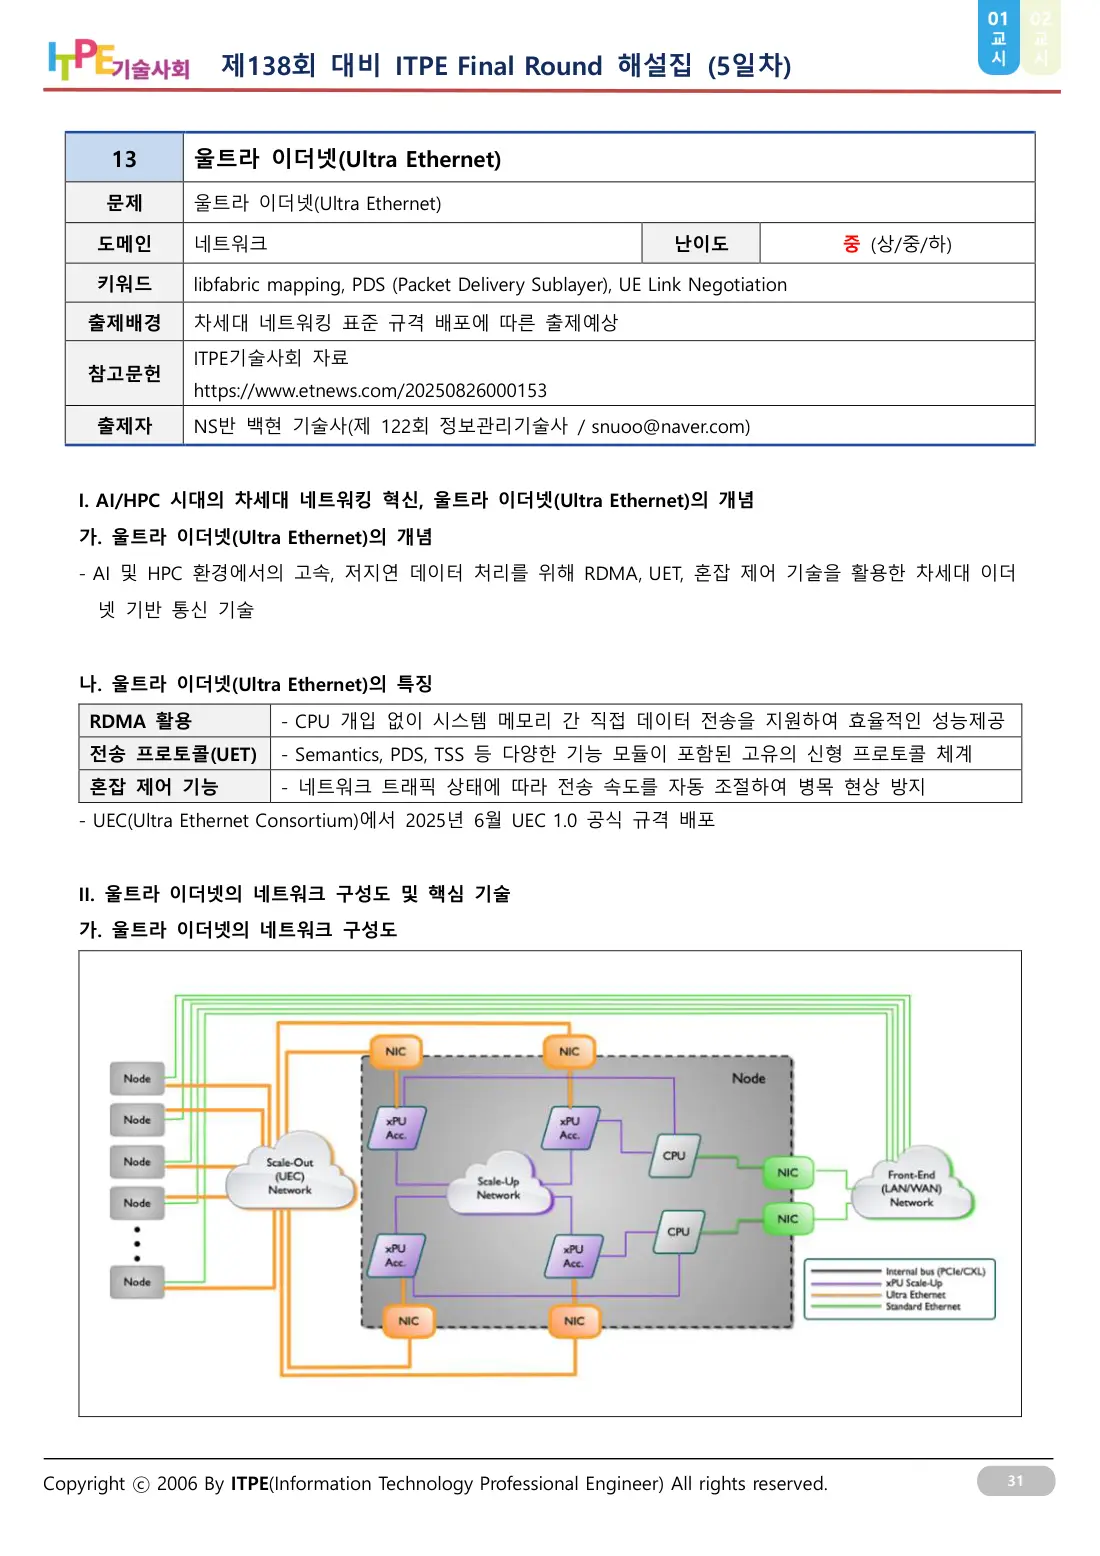 ITPE기술사회 제138회 대비 ITPE Final Round 해설집 (5일차)
01 교시
02 교시
13 울트라 이더넷(Ultra Ethernet)
문제 울트라 이더넷(Ultra Ethernet)
도메인 네트워크 난이도 중 (상/중/하)
키워드 libfabric mapping, PDS (Packet Delivery Sublayer), UE Link Negotiation
출제배경 차세대 네트워킹 표준 규격 배포에 따른 출제예상
참고문헌 ITPE기술사회 자료
https://www.etnews.com/20250826000153
출제자 NS반 백현 기술사(제 122회 정보관리기술사 / snuoo@naver.com)
I. AI/HPC 시대의 차세대 네트워킹 혁신, 울트라 이더넷(Ultra Ethernet)의 개념
가. 울트라 이더넷(Ultra Ethernet)의 개념
- AI 및 HPC 환경에서의 고속, 저지연 데이터 처리를 위해 RDMA, UET, 혼잡 제어 기술을 활용한 차세대 이더
넷 기반 통신 기술
나. 울트라 이더넷(Ultra Ethernet)의 특징
RDMA 활용 - CPU 개입 없이 시스템 메모리 간 직접 데이터 전송을 지원하여 효율적인 성능제공
전송 프로토콜(UET) - Semantics, PDS, TSS 등 다양한 기능 모듈이 포함된 고유의 신형 프로토콜 체계
혼잡 제어 기능 - 네트워크 트래픽 상태에 따라 전송 속도를 자동 조절하여 병목 현상 방지
- UEC(Ultra Ethernet Consortium)에서 2025년 6월 UEC 1.0 공식 규격 배포
II. 울트라 이더넷의 네트워크 구성도 및 핵심 기술
가. 울트라 이더넷의 네트워크 구성도
NIC
NIC
Node
Node
Node
Node
Node
Node
Scale-Out
(UEC)
Network
xPU
Acc.
xPU
Acc.
Scale-Up
Network
xPU
Acc.
xPU
Acc.
CPU
CPU
NIC
NIC
NIC
NIC
Front-End
(LAN/WAN)
Network
Internal bus (PCIe/CXL)
xPU Scale-Up
Ultra Ethernet
Standard Ethernet
Copyright ⓒ 2006 By ITPE(Information Technology Professional Engineer) All rights reserved.
31